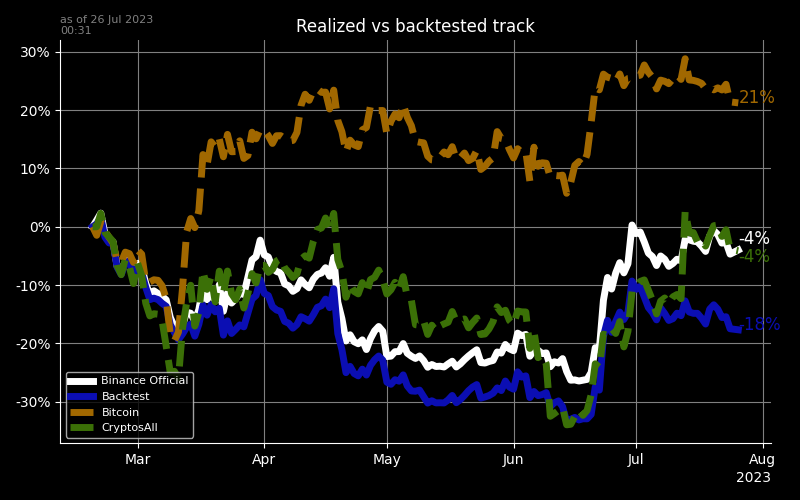 as of 26 Jul 2023
00:31
Realized vs backtested track
30%
20%
10%
0%
-10%
-20%
-30%
21%
-4%
-4%
-18%
Binance Official
Backtest
Bitcoin
CryptosAll
Mar
Apr
May
Jun
Jul
Aug
2023